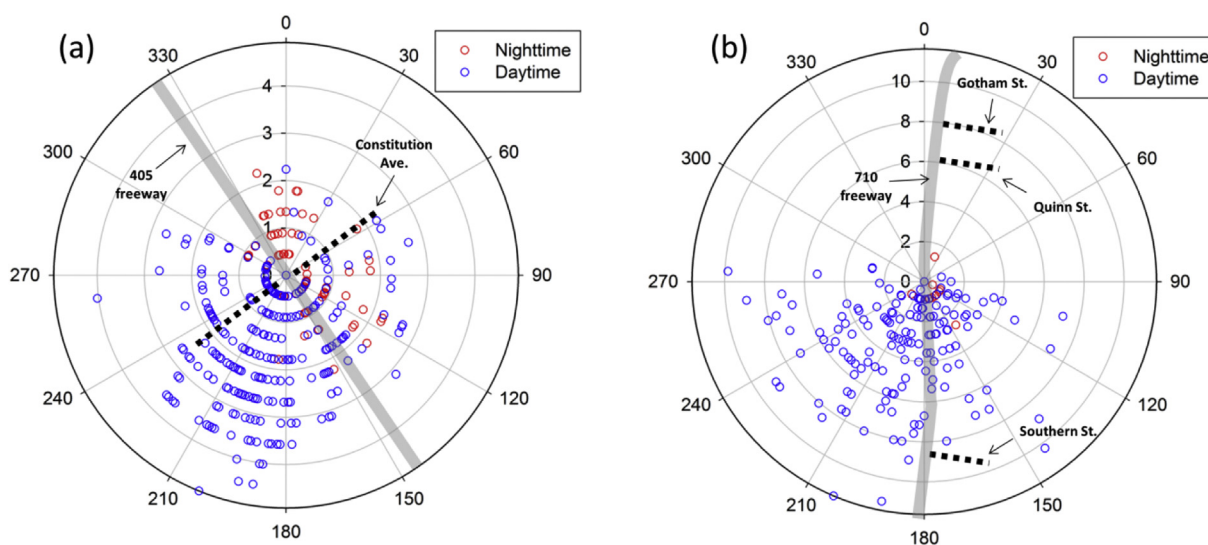 (a)
0
330
30
300
60
270
90
240
120
210
150
180
4
3
2
1
0
Nighttime
Daytime
405
freeway
Constitution
Ave.
(b)
0
330
30
300
60
270
90
240
120
210
150
180
10
8
6
4
2
0
Nighttime
Daytime
Gotham St.
710
freeway
Quinn St.
Southern St.